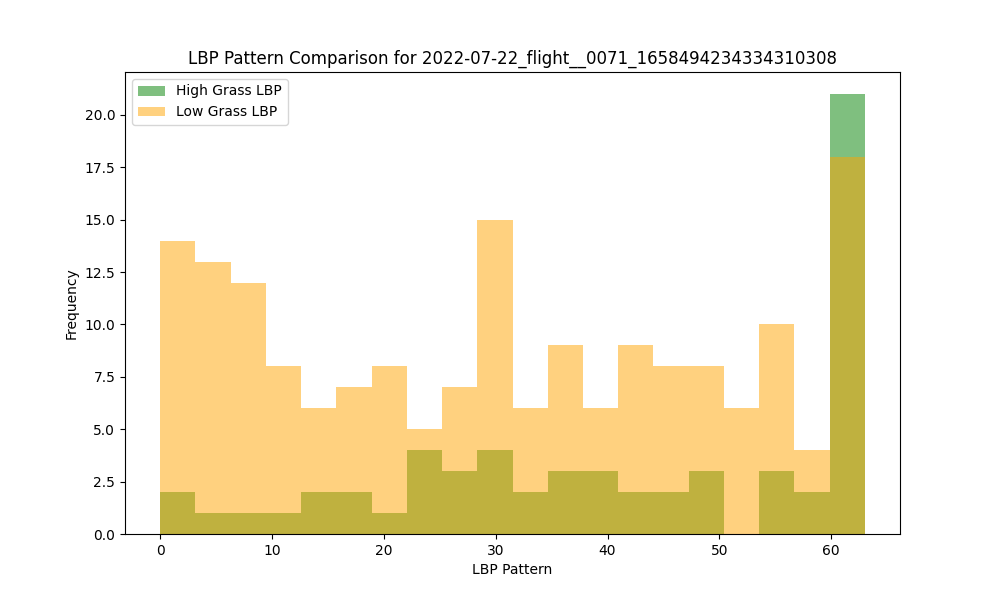 LBP Pattern Comparison for 2022-07-22_flight__0071_1658494234334310308
High Grass LBP
Low Grass LBP
Frequency
20.0
17.5
15.0
12.5
10.0
7.5
5.0
2.5
0.0
0 10 20 30 40 50 60
LBP Pattern